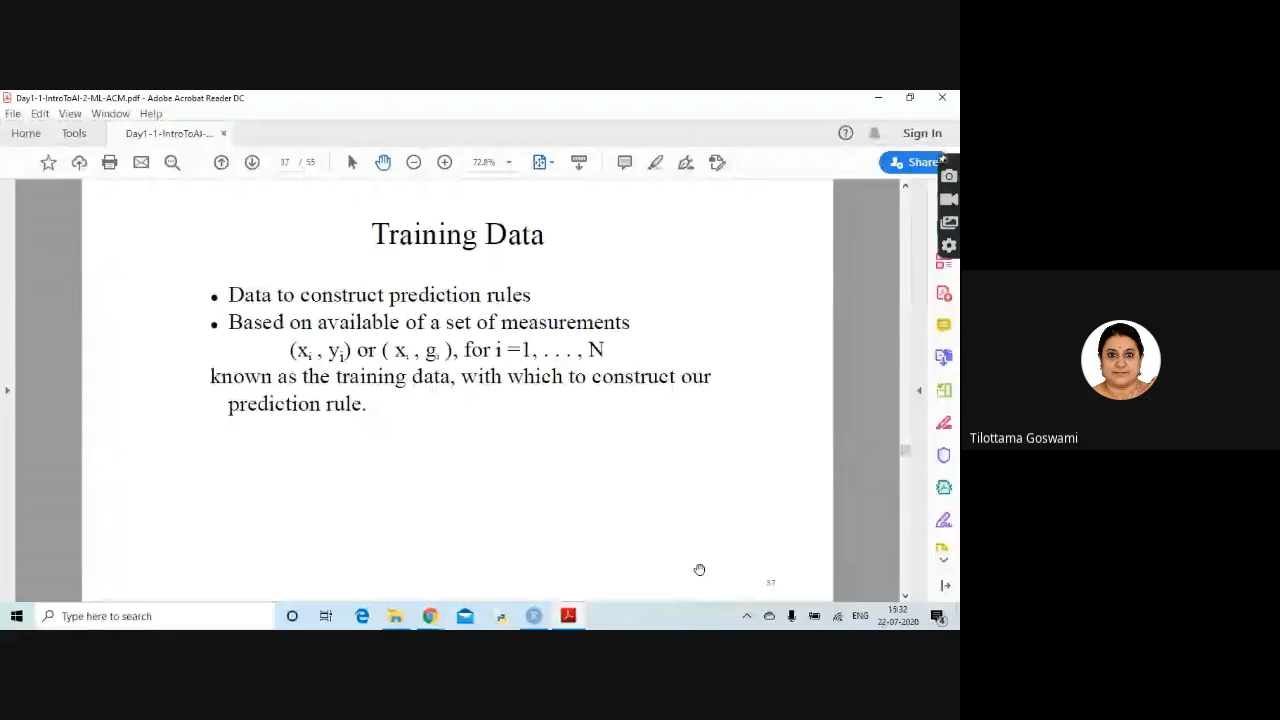 Day1-1-IntroToAI-2-ML-ACM.pdf - Adobe Acrobat Reader DC
File Edit View Window Help
Home Tools Day1-1-IntroToAI-... × Sign In
37 / 55 72.8% Share
Training Data
• Data to construct prediction rules
• Based on available of a set of measurements
(xᵢ , yᵢ) or ( xᵢ , gᵢ ), for i =1, . . . , N
known as the training data, with which to construct our
prediction rule.
37
Tilottama Goswami
Type here to search ENG 15:32
22-07-2020